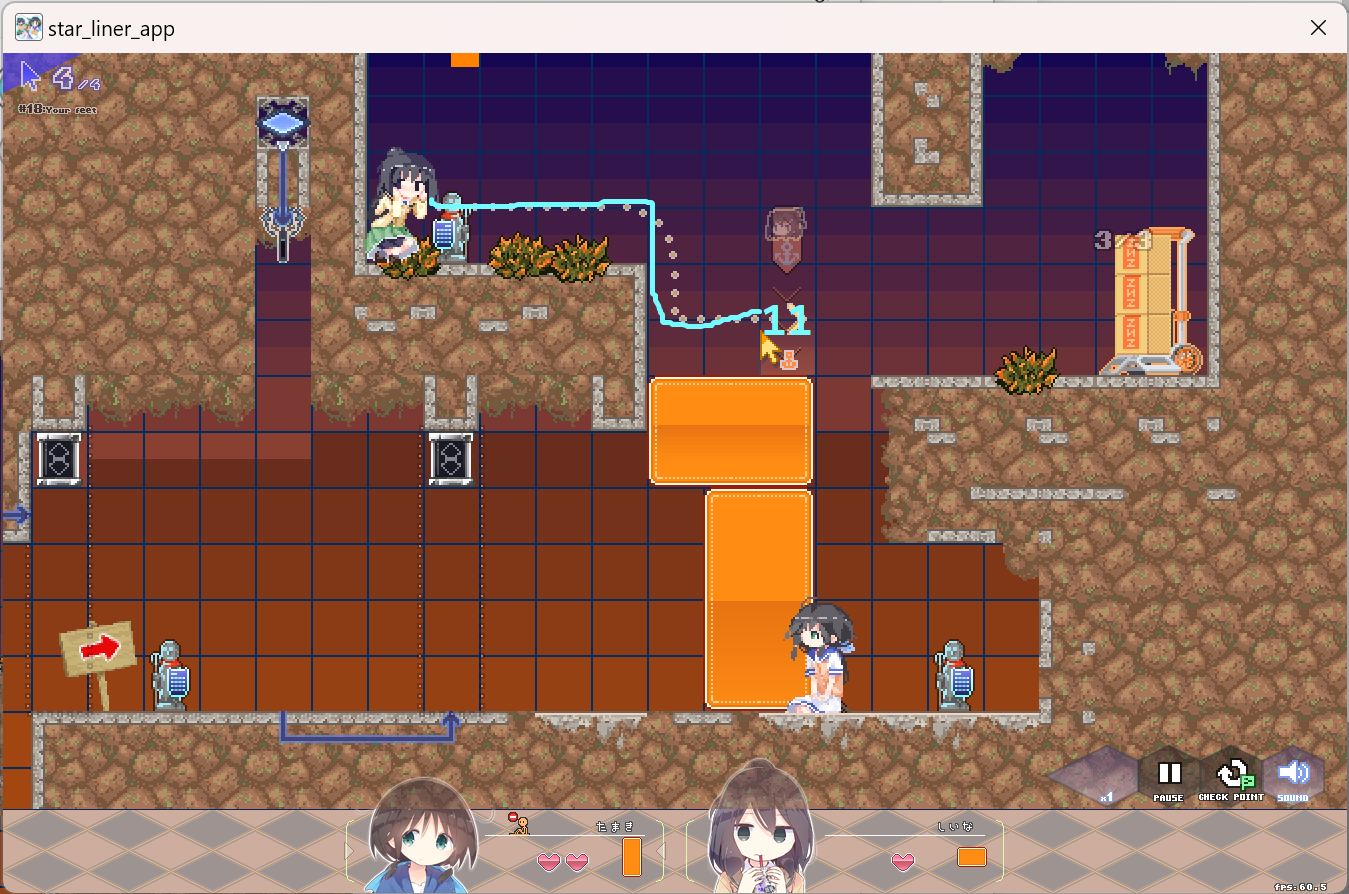 star_liner_app
4/4
#18:Your feet
3/3
11
x1
PAUSE
CHECK POINT
SOUND
たまき
しいな
fps:60.5